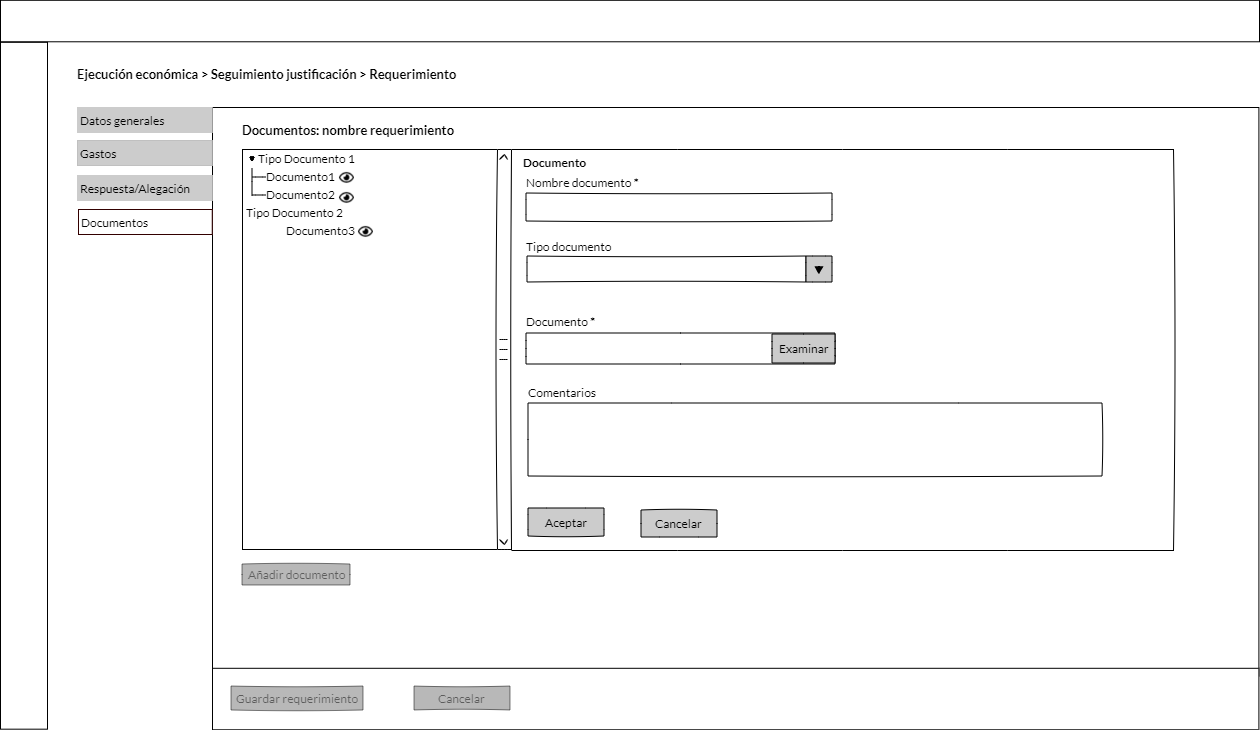 Ejecución económica > Seguimiento justificación > Requerimiento
Datos generales
Gastos
Respuesta/Alegación
Documentos
Documentos: nombre requerimiento
Tipo Documento 1
Documento1
Documento2
Tipo Documento 2
Documento3
Documento
Nombre documento *
Tipo documento
Documento *
Examinar
Comentarios
Aceptar
Cancelar
Añadir documento
Guardar requerimiento
Cancelar